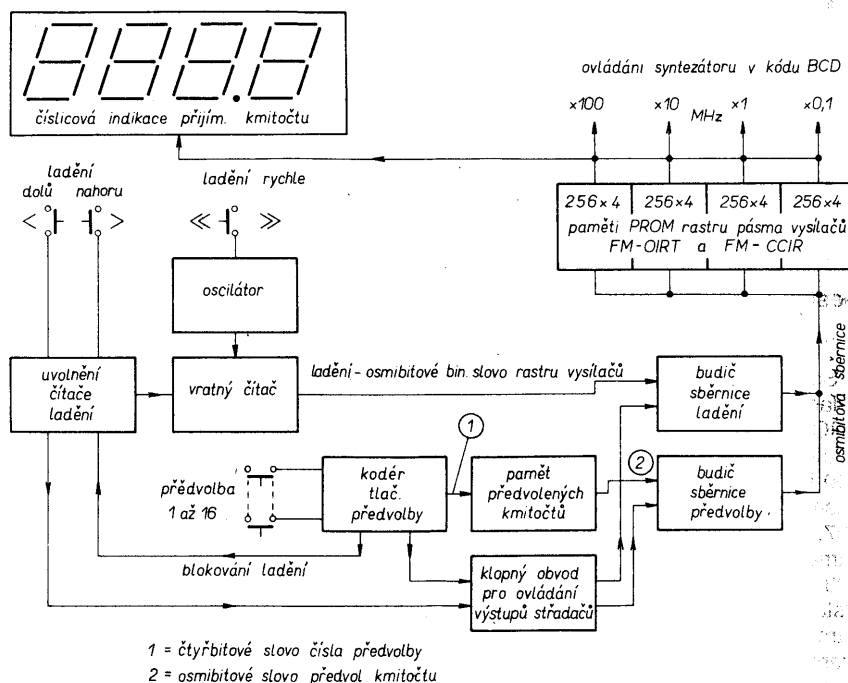 číslicová indikace přijím. kmitočtu
ovládání syntezátoru v kódu BCD
×100 ×10 ×1 ×0,1
MHz
ladění
dolů nahoru
ladění rychle
256×4 256×4 256×4 256×4
paměti PROM rastru pásma vysílačů
FM-OIRT a FM-CCIR
oscilátor
uvolnění
čítače
ladění
vratný čítač
ladění - osmibitové bin. slovo rastru vysílačů
budič
sběrnice
ladění
osmibitová sběrnice
1
2
předvolba
1 až 16
kodér
tlač.
předvolby
paměť
předvolených
kmitočtů
budič
sběrnice
předvolby
blokování ladění
klopný obvod
pro ovládání
výstupů střadačů
1 = čtyřbitové slovo čísla předvolby
2 = osmibitové slovo předvol. kmitočtu